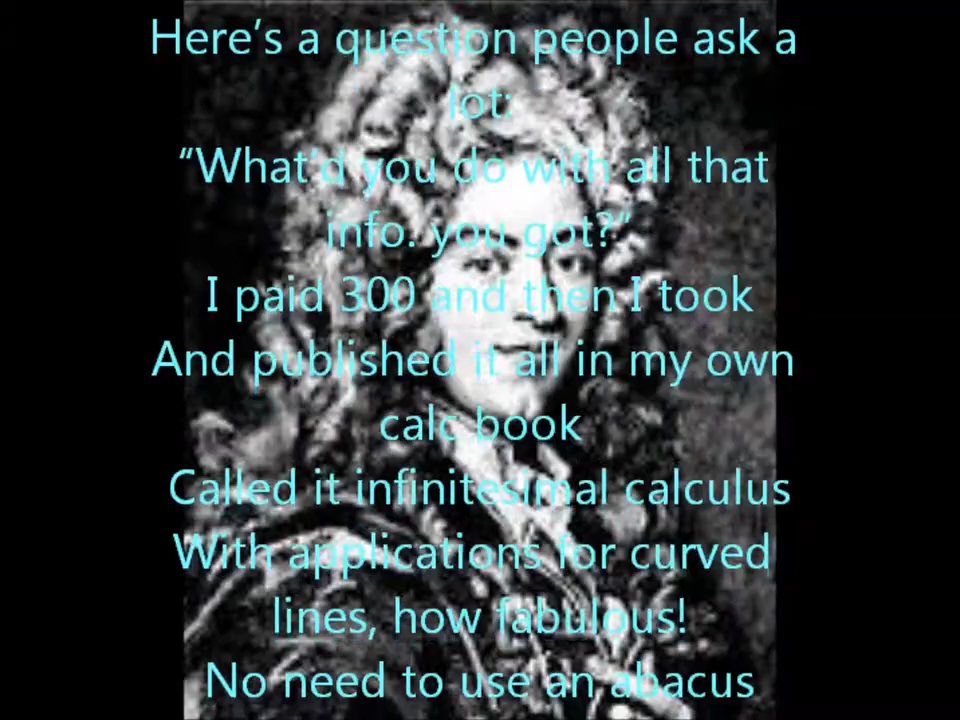 Here's a question people ask a
lot:
“What'd you do with all that
info. you got?”
I paid 300 and then I took
And published it all in my own
calc book
Called it infinitesimal calculus
With applications for curved
lines, how fabulous!
No need to use an abacus